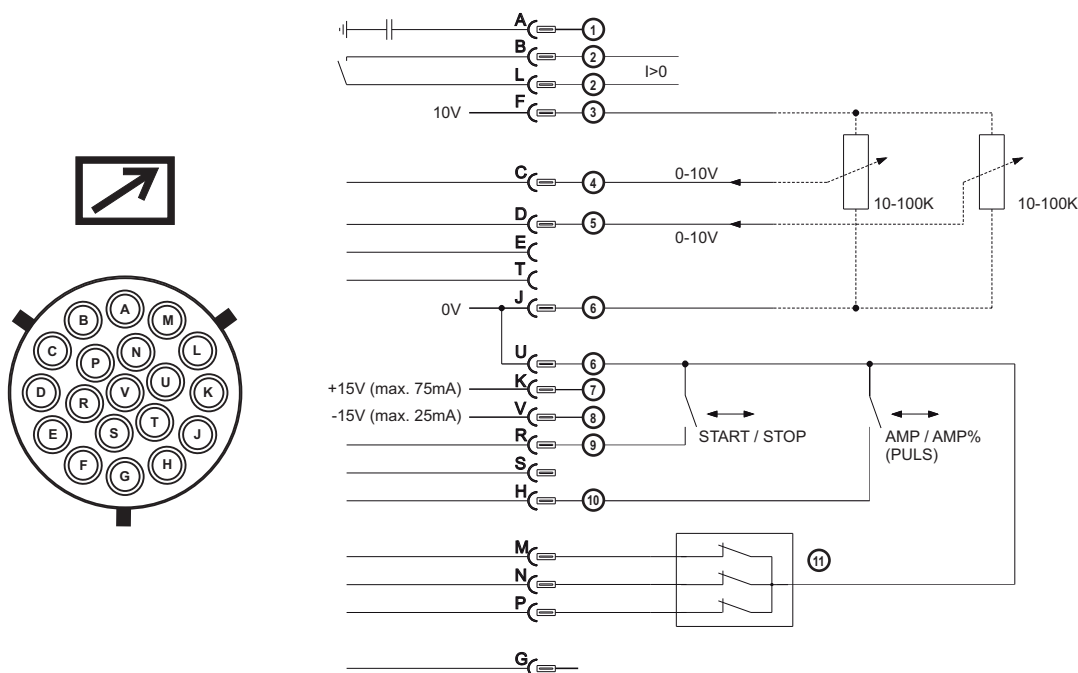 A 1
B 2
L 2 I>0
10V F 3
C 4 0-10V
10-100K 10-100K
D 5
0-10V
E
T
0V J 6
U 6
+15V (max. 75mA) K 7
-15V (max. 25mA) V 8
R 9 START / STOP AMP / AMP%
(PULS)
S
H 10
M 11
N
P
G
A
B M
C P N L
D R V U K
E S T J
F G H